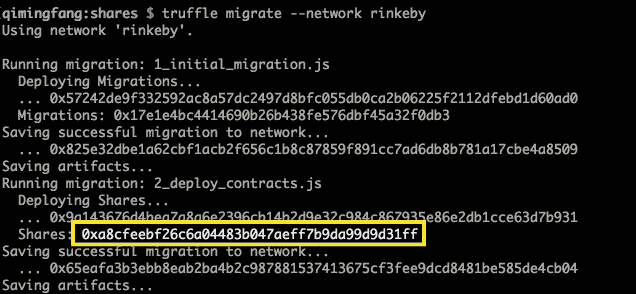 [qimingfang:shares $ truffle migrate --network rinkeby
Using network 'rinkeby'.
Running migration: 1_initial_migration.js
Deploying Migrations...
... 0x57242de9f332592ac8a57dc2497d8bfc055db0ca2b06225f2112dfebd1d60ad0
Migrations: 0x17e1e4bc4414690b26b438fe576dbf45a32f0db3
Saving successful migration to network...
... 0x825e32dbe1a62cbf1acb2f656c1b8c87859f891cc7ad6db8b781a17cbe4a8509
Saving artifacts...
Running migration: 2_deploy_contracts.js
Deploying Shares...
... 0x9a143676d4bea7a8a6e2396cb14b2d9e32c984c867935e86e2db1cce63d7b931
Shares: 0xa8cfeebf26c6a04483b047aeff7b9da99d9d31ff
Saving successful migration to network...
... 0x65eafa3b3ebb8eab2ba4b2c987881537413675cf3fee9dcd8481be585de4cb04
Saving artifacts...